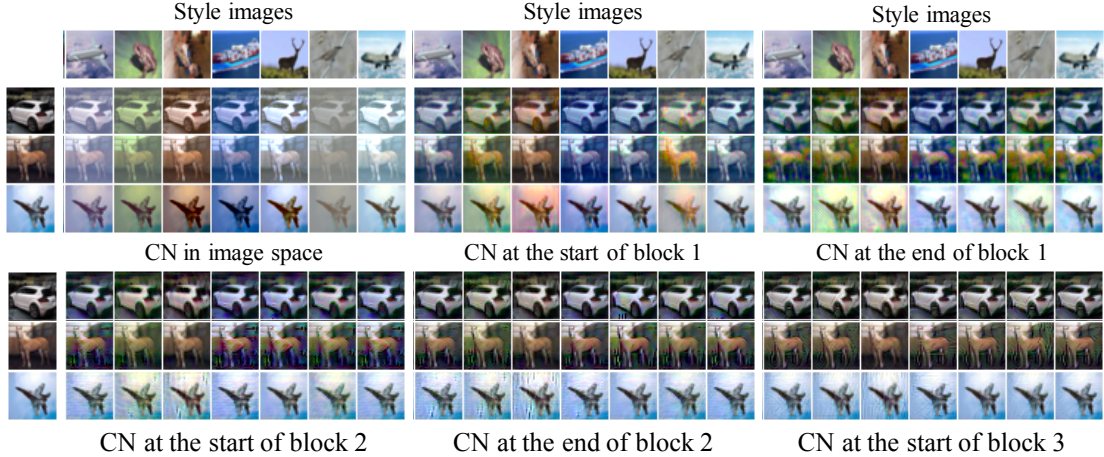 Style images
Style images
Style images
CN in image space
CN at the start of block 1
CN at the end of block 1
CN at the start of block 2
CN at the end of block 2
CN at the start of block 3